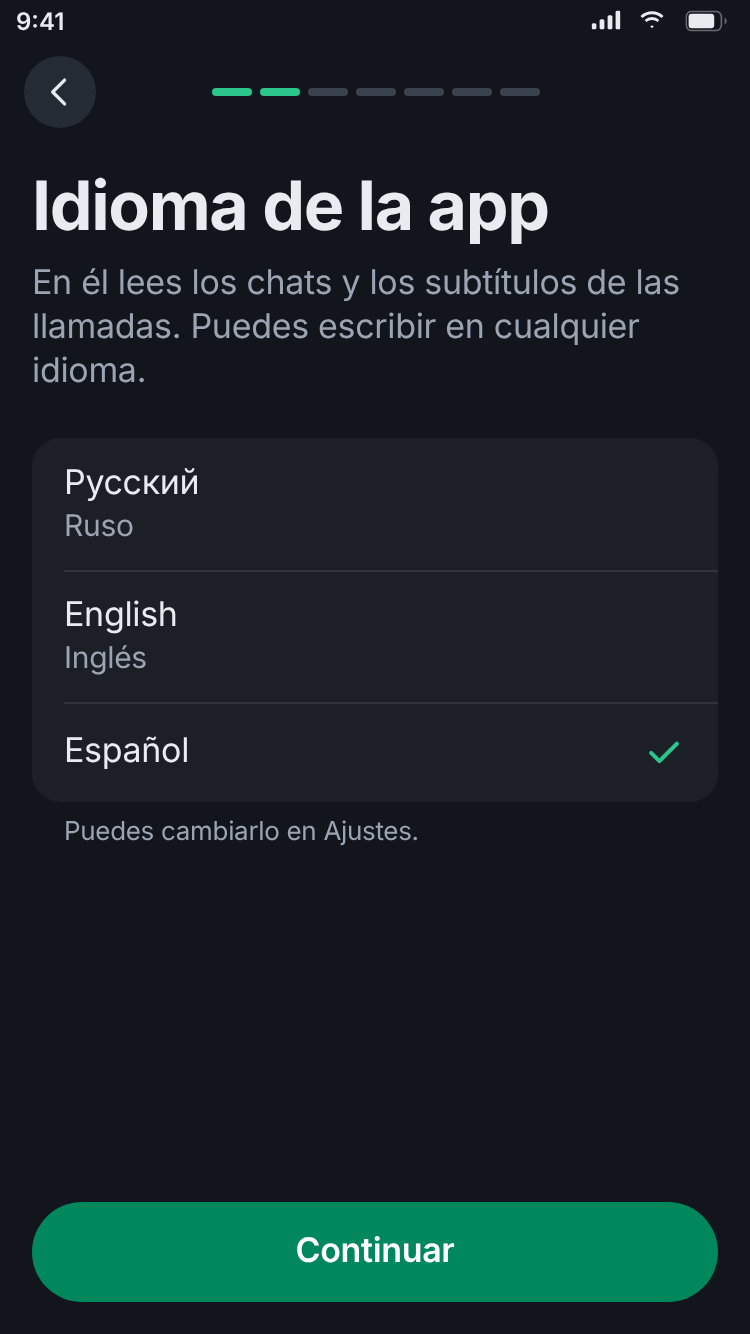 9:41
Idioma de la app
En él lees los chats y los subtítulos de las
llamadas. Puedes escribir en cualquier
idioma.
Русский
Ruso
English
Inglés
Español
Puedes cambiarlo en Ajustes.
Continuar